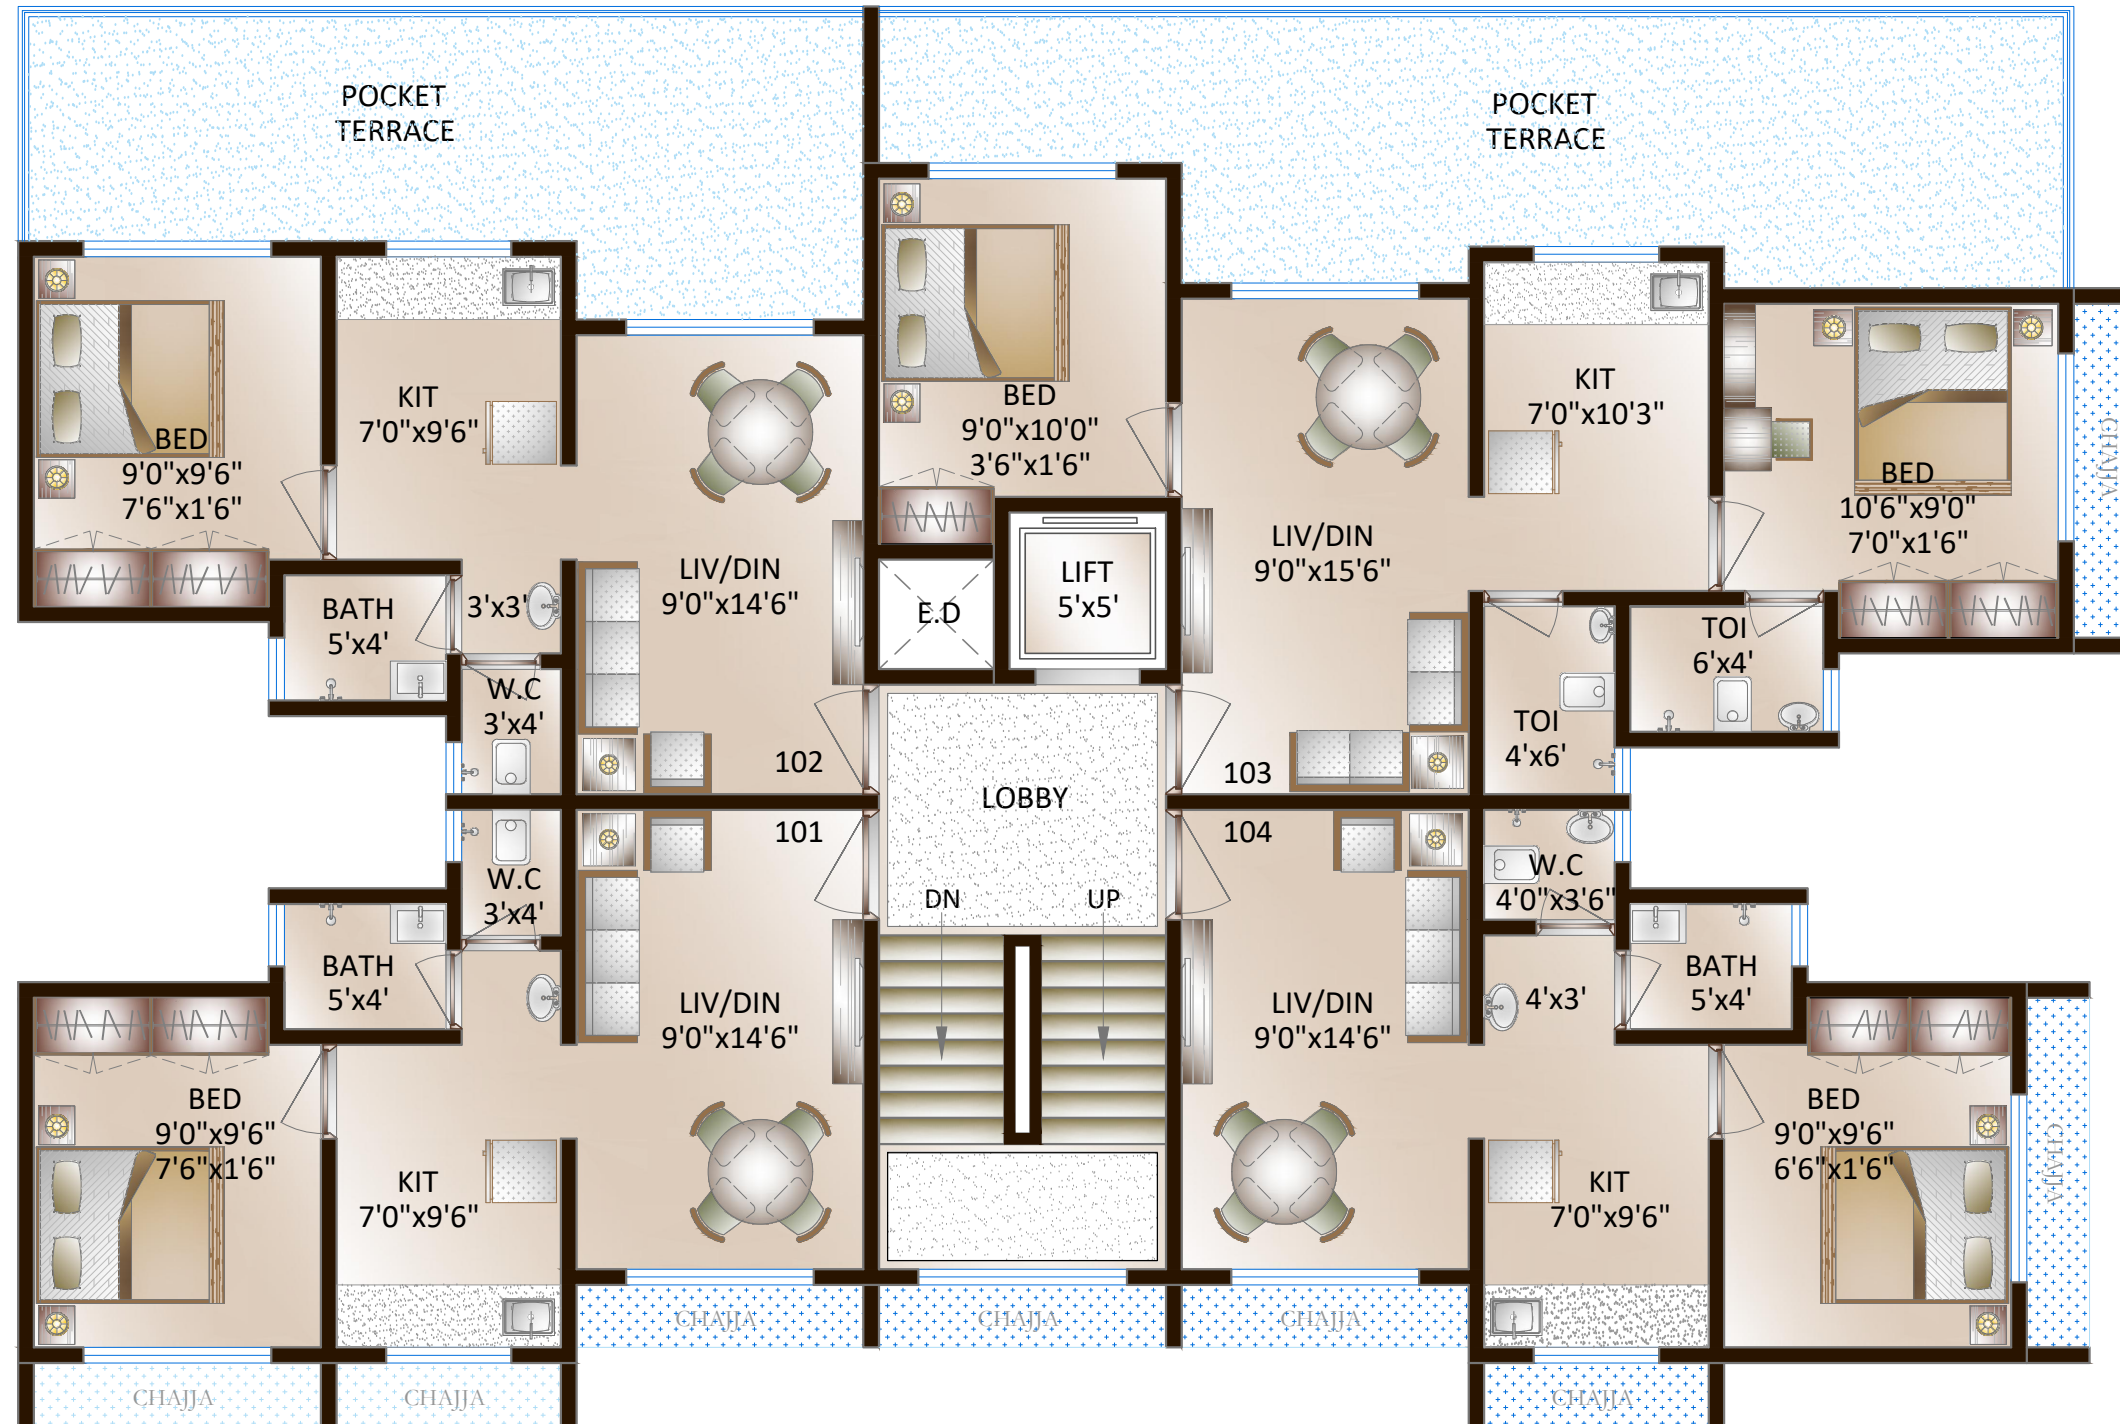 POCKET
TERRACE
POCKET
TERRACE
BED
9'0"x9'6"
7'6"x1'6"
KIT
7'0"x9'6"
BED
9'0"x10'0"
3'6"x1'6"
KIT
7'0"x10'3"
BED
10'6"x9'0"
7'0"x1'6"
CHAJJA
LIV/DIN
9'0"x14'6"
LIV/DIN
9'0"x15'6"
LIFT
5'x5'
E.D
BATH
5'x4'
3'x3'
W.C
3'x4'
TOI
4'x6'
TOI
6'x4'
102
103
LOBBY
101
104
W.C
3'x4'
W.C
4'0"x3'6"
DN
UP
BATH
5'x4'
LIV/DIN
9'0"x14'6"
LIV/DIN
9'0"x14'6"
4'x3'
BATH
5'x4'
BED
9'0"x9'6"
7'6"x1'6"
KIT
7'0"x9'6"
KIT
7'0"x9'6"
BED
9'0"x9'6"
6'6"x1'6"
CHAJJA
CHAJJA
CHAJJA
CHAJJA
CHAJJA
CHAJJA
CHAJJA